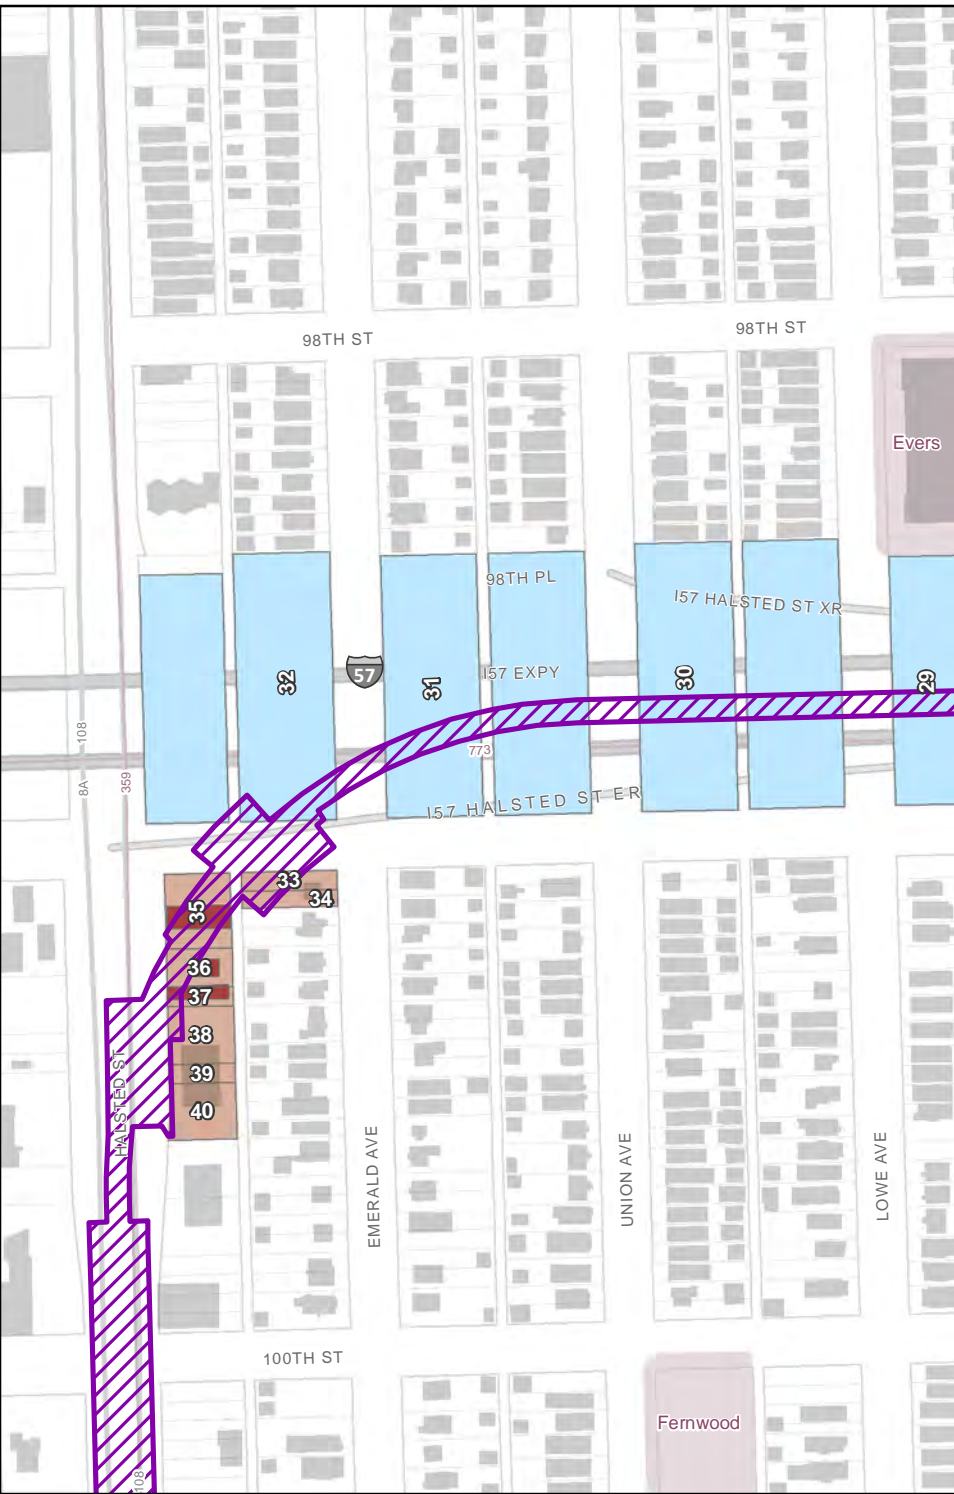 98TH ST
98TH ST
Evers
98TH PL
I57 HALSTED ST XR
32
57
31
I57 EXPY
30
29
108
773
8A
359
I57 HALSTED ST ER
33
34
35
36
37
38
39
40
HALSTED ST
EMERALD AVE
UNION AVE
LOWE AVE
100TH ST
Fernwood
108